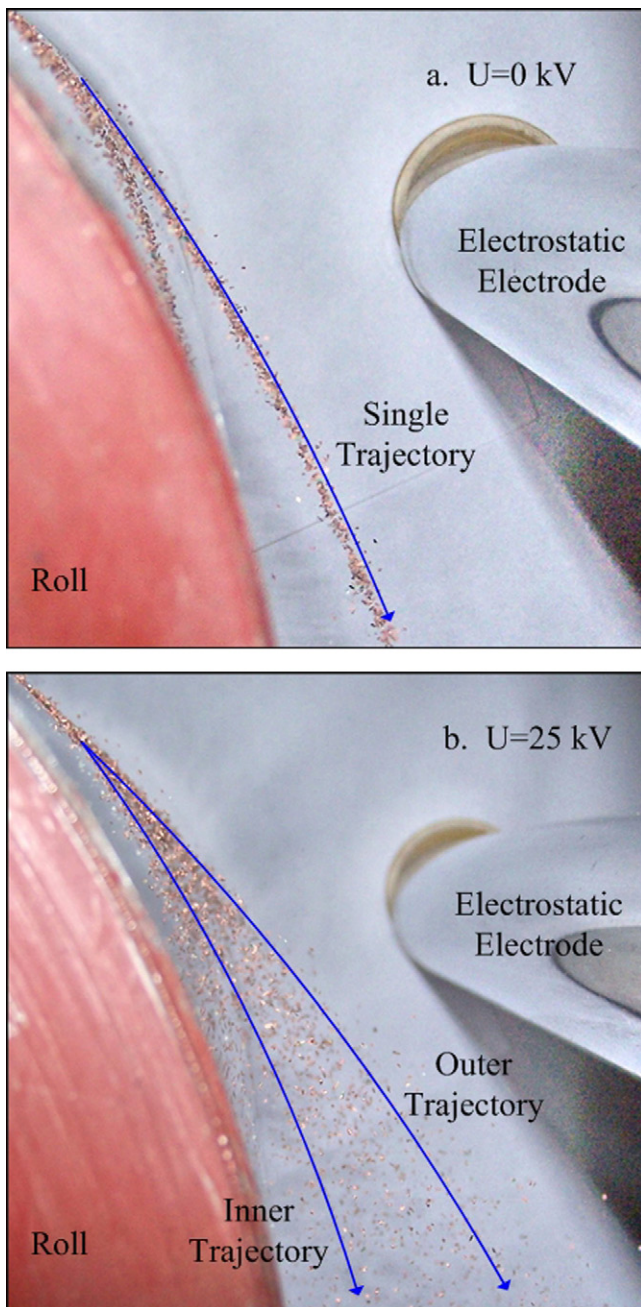 a. U=0 kV
Electrostatic
Electrode
Single
Trajectory
Roll
b. U=25 kV
Electrostatic
Electrode
Outer
Trajectory
Inner
Trajectory
Roll